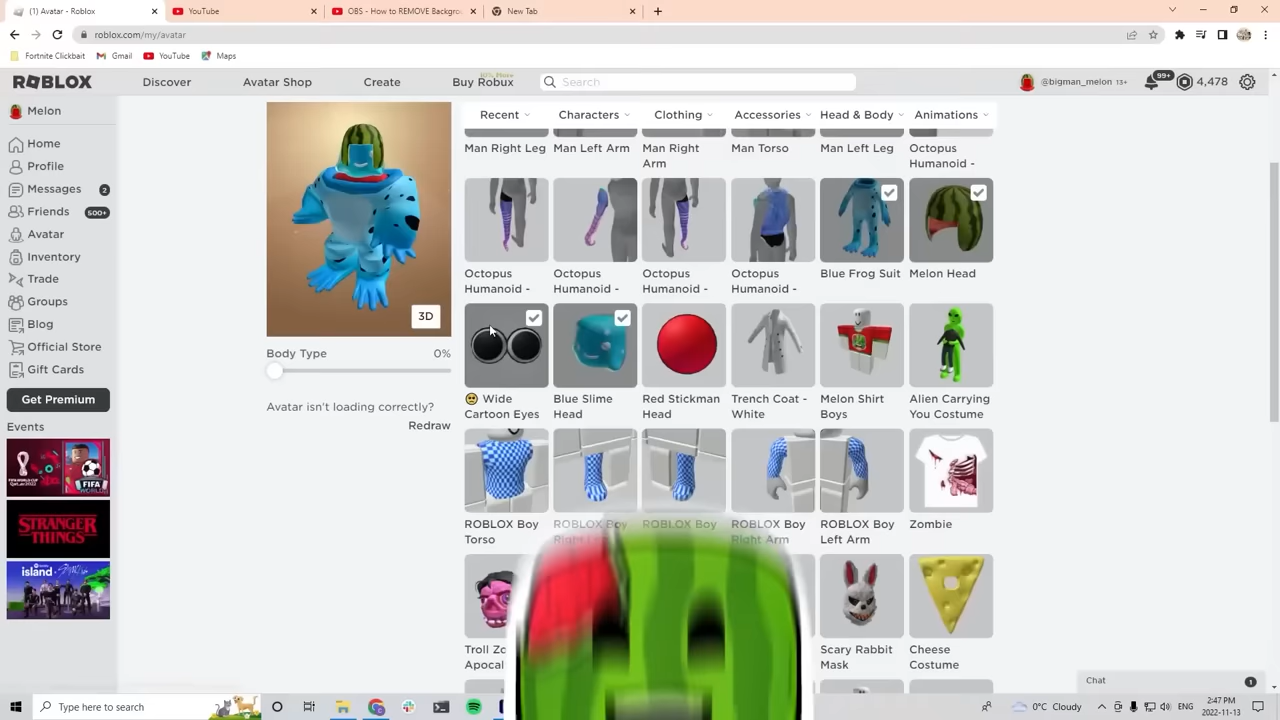 (1) Avatar - Roblox
YouTube
OBS - How to REMOVE Backgro
New Tab
roblox.com/my/avatar
Fortnite Clickbait
Gmail
YouTube
Maps
ROBLOX
Discover
Avatar Shop
Create
Buy Robux
Search
@bigman_melon 13+
99+
4,478
Melon
Home
Profile
Messages
2
Friends
500+
Avatar
Inventory
Trade
Groups
Blog
Official Store
Gift Cards
Get Premium
Events
FIFA WORLD
STRANGER THINGS
island
3D
Body Type
0%
Avatar isn't loading correctly?
Redraw
Recent
Characters
Clothing
Accessories
Head & Body
Animations
Man Right Leg
Man Left Arm
Man Right Arm
Man Torso
Man Left Leg
Octopus Humanoid -
Octopus Humanoid -
Octopus Humanoid -
Octopus Humanoid -
Octopus Humanoid -
Blue Frog Suit
Melon Head
Wide Cartoon Eyes
Blue Slime Head
Red Stickman Head
Trench Coat - White
Melon Shirt Boys
Alien Carrying You Costume
ROBLOX Boy Torso
ROBLOX Boy
ROBLOX Boy
ROBLOX Boy Right Arm
ROBLOX Boy Left Arm
Zombie
Troll Zo
Apocal
Scary Rabbit Mask
Cheese Costume
Chat
1
Type here to search
0°C Cloudy
ENG
2:47 PM
2022-11-13